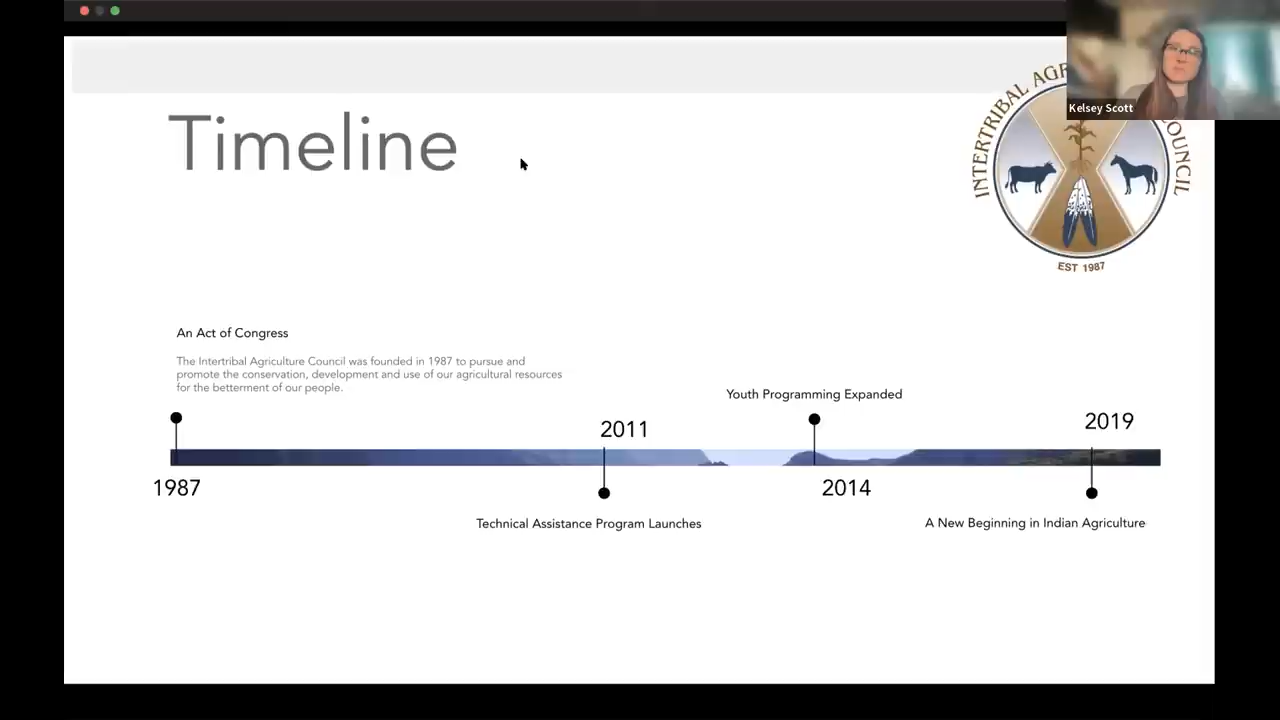 Kelsey Scott
INTERTRIBAL AGR
OUNCIL
EST 1987
Timeline
An Act of Congress
The Intertribal Agriculture Council was founded in 1987 to pursue and
promote the conservation, development and use of our agricultural resources
for the betterment of our people.
Youth Programming Expanded
2011
2019
1987
2014
Technical Assistance Program Launches
A New Beginning in Indian Agriculture